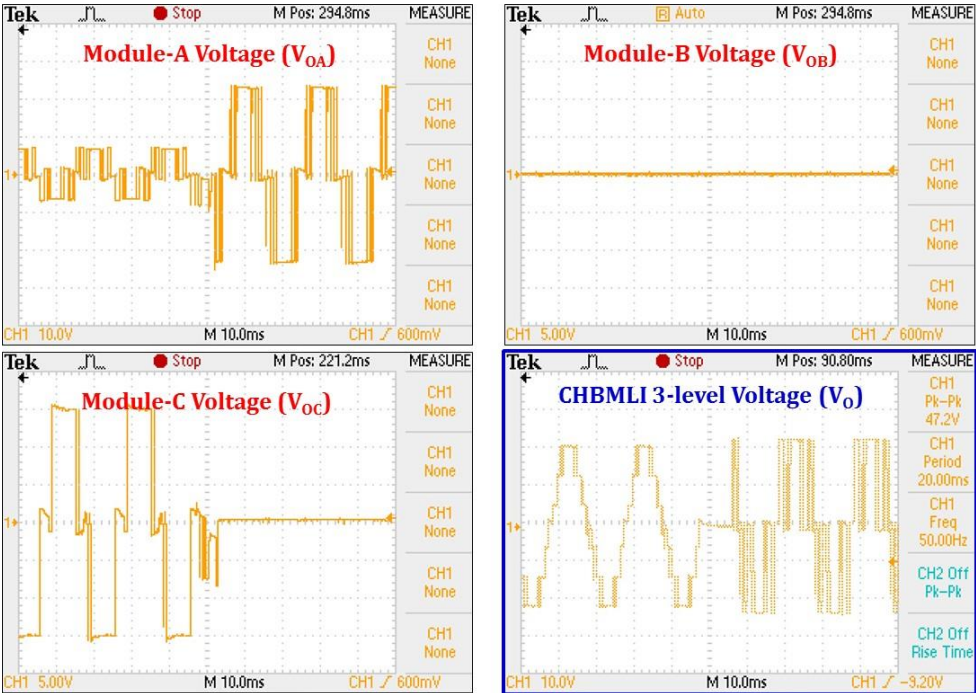 Tek
Stop
M Pos: 294.8ms
MEASURE
Module-A Voltage (VOA)
CH1
None
CH1
None
CH1
None
CH1
None
CH1
None
1
CH1 10.0V
M 10.0ms
CH1
600mV
Tek
R Auto
M Pos: 294.8ms
MEASURE
Module-B Voltage (VOB)
CH1
None
CH1
None
CH1
None
CH1
None
CH1
None
1
CH1 5.00V
M 10.0ms
CH1
600mV
Tek
Stop
M Pos: 221.2ms
MEASURE
Module-C Voltage (VOC)
CH1
None
CH1
None
CH1
None
CH1
None
CH1
None
1
CH1 5.00V
M 10.0ms
CH1
600mV
Tek
Stop
M Pos: 90.80ms
MEASURE
CHBMLI 3-level Voltage (VO)
CH1
Pk-Pk
47.2V
CH1
Period
20.00ms
CH1
Freq
50.00Hz
CH2 Off
Pk-Pk
CH2 Off
Rise Time
1
CH1 10.0V
M 10.0ms
CH1
-9.20V